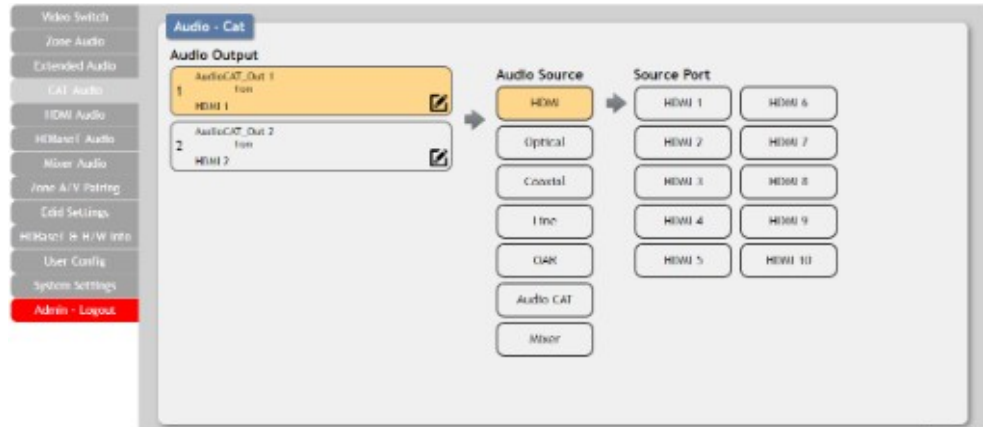 Video Switch
Zone Audio
Extended Audio
CAT Audio
HDMI Audio
HDBaseT Audio
Mixer Audio
Zone A/V Pairing
Edid Settings
HDBaseT & H/W Info
User Config
System Settings
Admin - Logout
Audio - Cat
Audio Output
1
AudioCAT_Out 1
from
HDMI 1
2
AudioCAT_Out 2
from
HDMI 2
Audio Source
HDMI
Optical
Coaxial
Line
OAR
Audio CAT
Mixer
Source Port
HDMI 1
HDMI 2
HDMI 3
HDMI 4
HDMI 5
HDMI 6
HDMI 7
HDMI 8
HDMI 9
HDMI 10